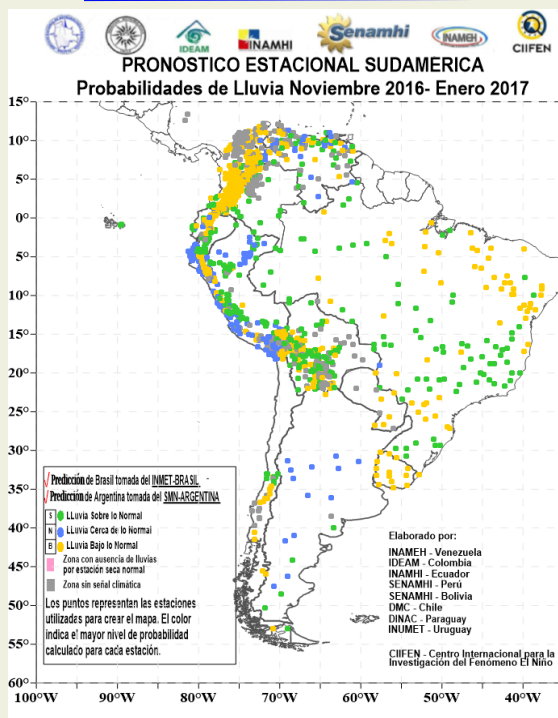 IDEAM
INAMHI
Senamhi
INAMEH
CIIFEN
PRONOSTICO ESTACIONAL SUDAMERICA
Probabilidades de Lluvia Noviembre 2016- Enero 2017
15°
10°
5°
0°
5°
10°
15°
20°
25°
30°
35°
40°
45°
50°
55°
60°
100°W
90°W
80°W
70°W
60°W
50°W
40°W
35°W
Predicción de Brasil tomada del INMET-BRASIL
Predicción de Argentina tomada del SMN-ARGENTINA
S LLuvia Sobre lo Normal
N LLuvia Cerca de lo Normal
B LLuvia Bajo lo Normal
Zona con ausencia de lluvias
por estación seca normal
Zona sin señal climática
Los puntos representan las estaciones
utilizadas para crear el mapa. El color
indica el mayor nivel de probabilidad
calculado para cada estación.
Elaborado por:
INAMEH - Venezuela
IDEAM - Colombia
INAMHI - Ecuador
SENAMHI - Perú
SENAMHI - Bolivia
DMC - Chile
DINAC - Paraguay
INUMET - Uruguay
CIIFEN - Centro Internacional para la
Investigación del Fenómeno El Niño